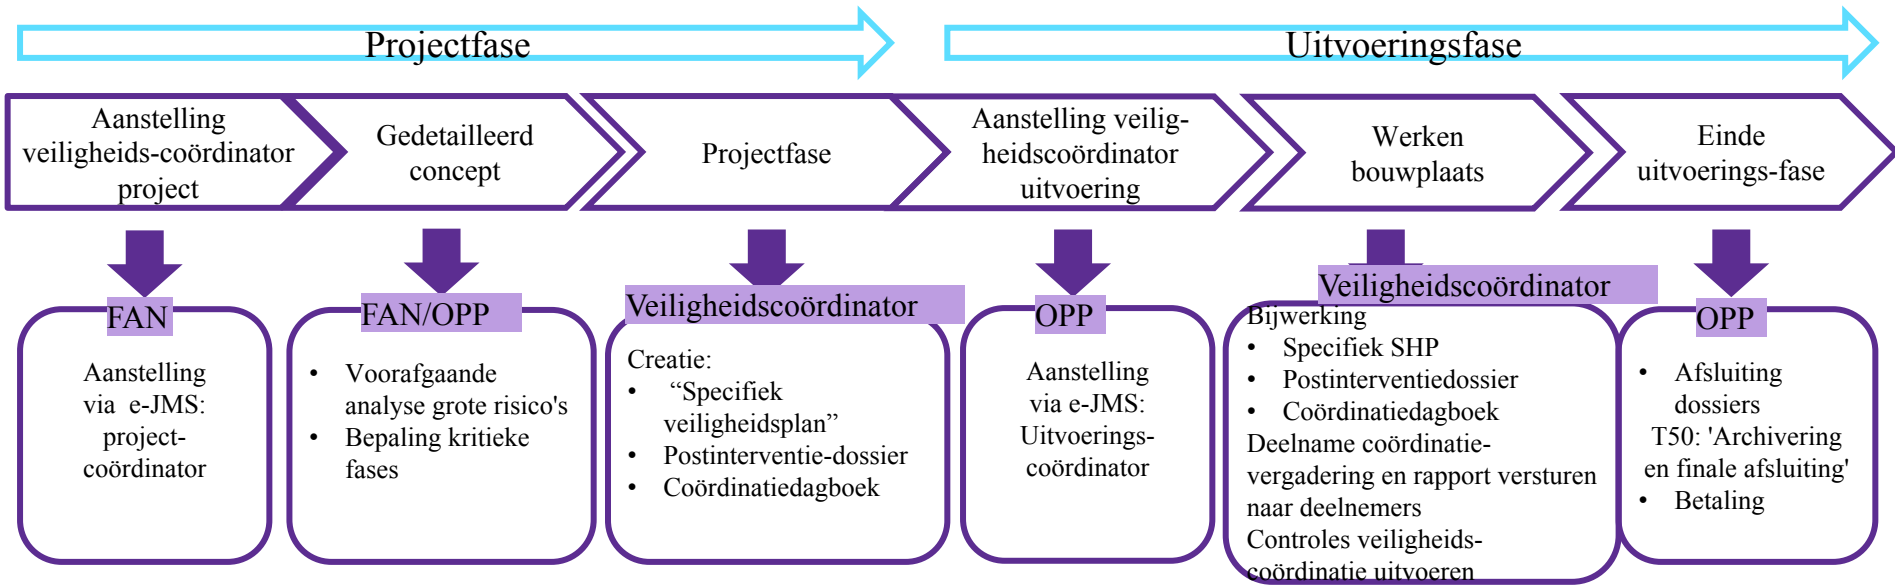 Projectfase
Uitvoeringsfase
Aanstelling
veiligheids-coördinator
project
Gedetailleerd
concept
Projectfase
Aanstelling veilig-
heidscoördinator
uitvoering
Werken
bouwplaats
Einde
uitvoerings-fase
FAN
Aanstelling
via e-JMS:
project-
coördinator
FAN/OPP
• Voorafgaande
analyse grote risico's
• Bepaling kritieke
fases
Veiligheidscoördinator
Creatie:
• “Specifiek
veiligheidsplan”
• Postinterventie-dossier
• Coördinatiedagboek
OPP
Aanstelling
via e-JMS:
Uitvoerings-
coördinator
Veiligheidscoördinator
Bijwerking
• Specifiek SHP
• Postinterventiedossier
• Coördinatiedagboek
Deelname coördinatie-
vergadering en rapport versturen
naar deelnemers
Controles veiligheids-
coördinatie uitvoeren
OPP
• Afsluiting
dossiers
T50: 'Archivering
en finale afsluiting'
• Betaling